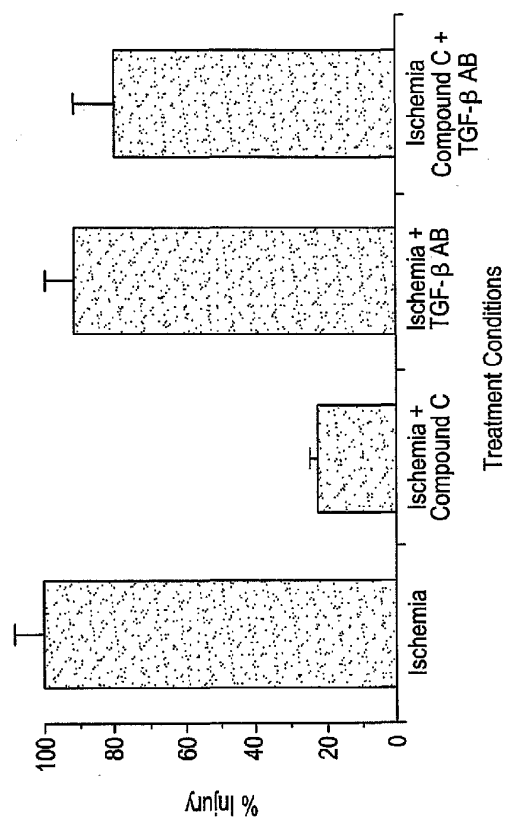 % Injury
100
80
60
40
20
0
Ischemia
Ischemia +
Compound C
Ischemia +
TGF-β AB
Ischemia
Compound C +
TGF-β AB
Treatment Conditions